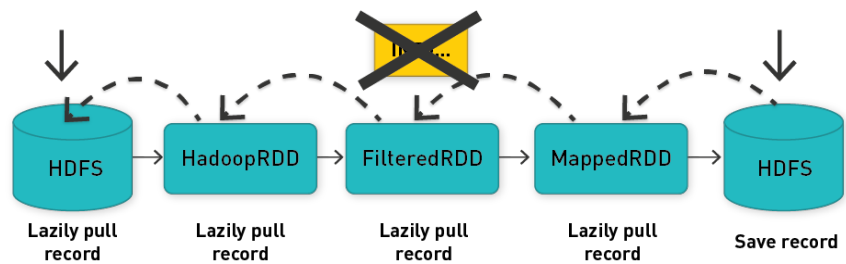 HDFS
HadoopRDD
FilteredRDD
MappedRDD
HDFS
Lazily pull
record
Lazily pull
record
Lazily pull
record
Lazily pull
record
Save record